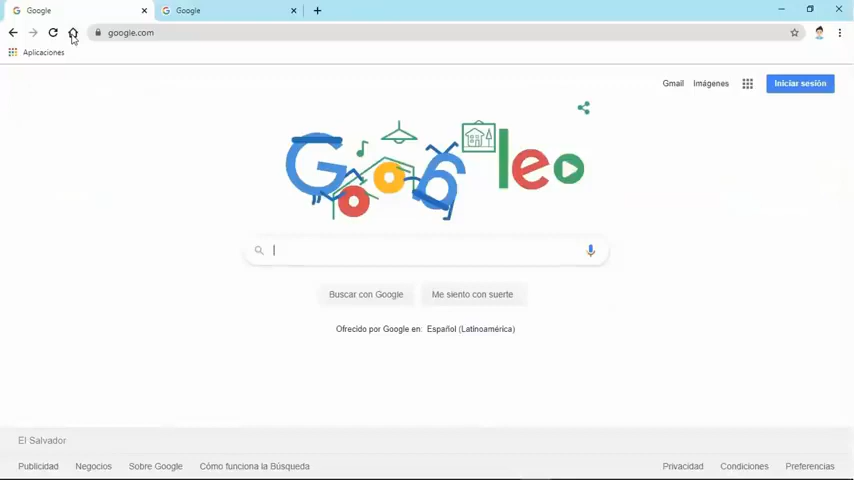 Google
Google
google.com
Aplicaciones
Gmail Imágenes Iniciar sesión
Google
Buscar con Google Me siento con suerte
Ofrecido por Google en: Español (Latinoamérica)
El Salvador
Publicidad Negocios Sobre Google Cómo funciona la Búsqueda Privacidad Condiciones Preferencias